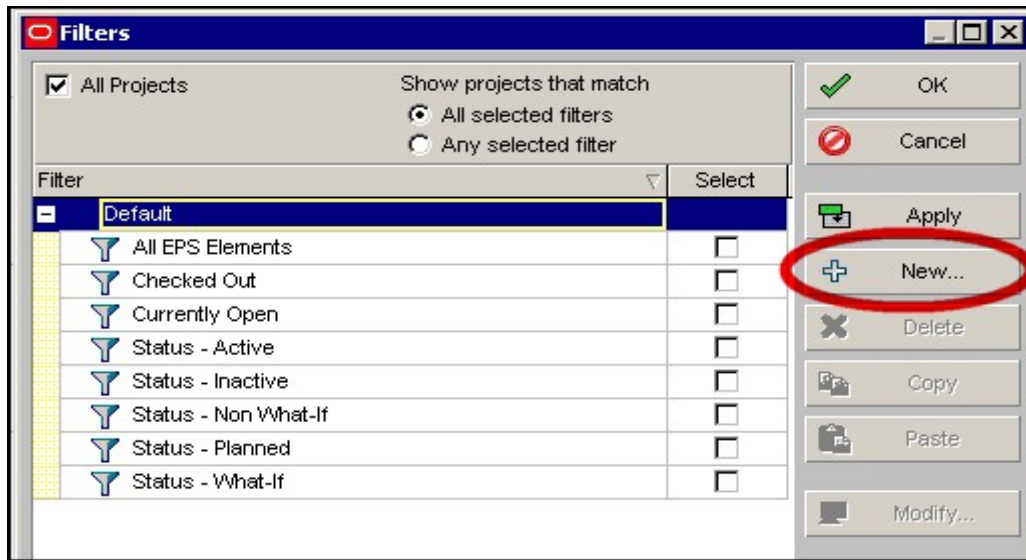 Filters
All Projects
Show projects that match
All selected filters
Any selected filter
Filter
Select
Default
All EPS Elements
Checked Out
Currently Open
Status - Active
Status - Inactive
Status - Non What-If
Status - Planned
Status - What-If
OK
Cancel
Apply
New...
Delete
Copy
Paste
Modify...